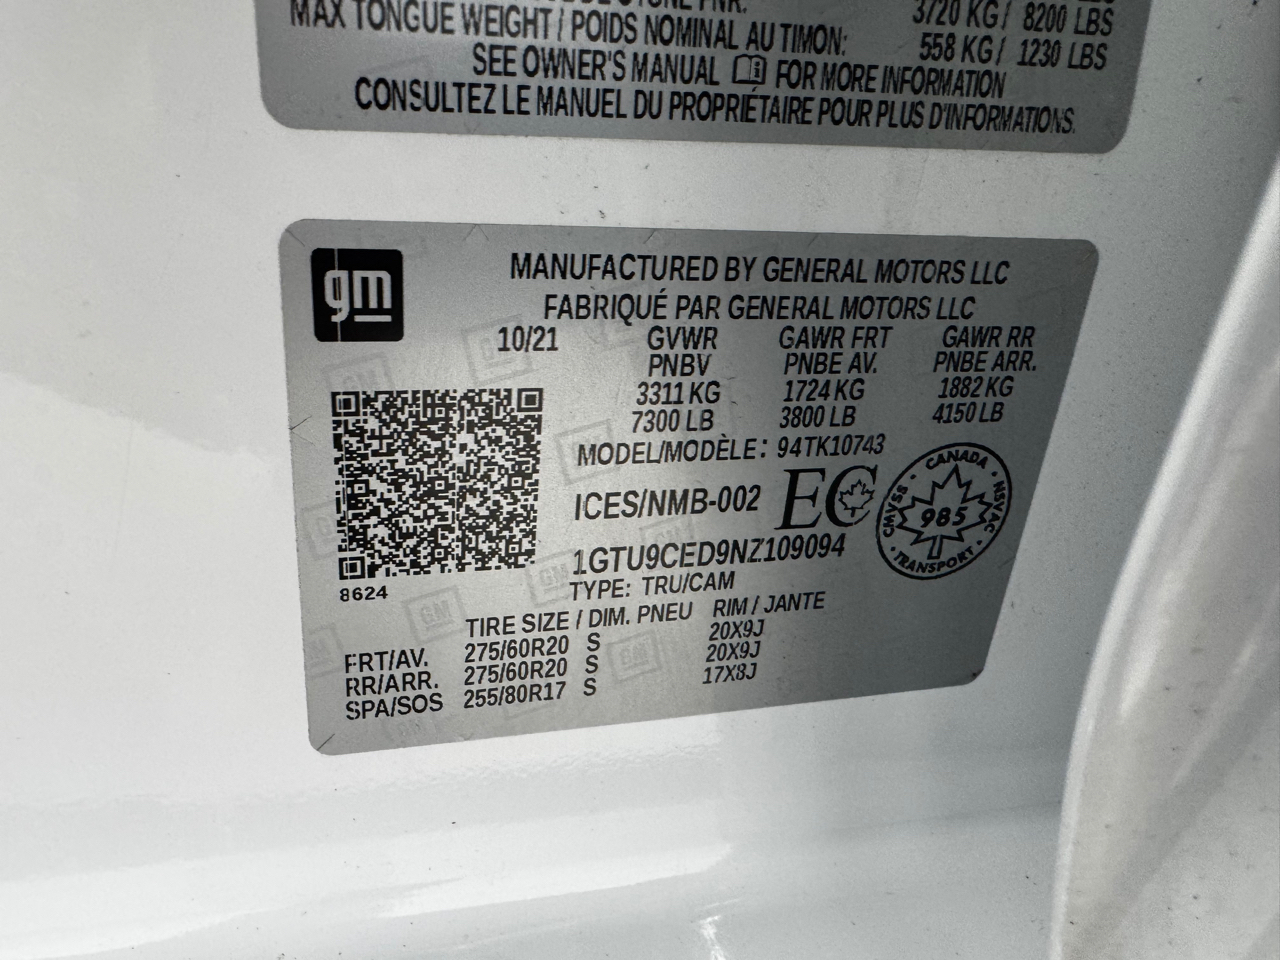 3720 KG / 8200 LBS
MAX TONGUE WEIGHT / POIDS NOMINAL AU TIMON: 558 KG / 1230 LBS
SEE OWNER'S MANUAL FOR MORE INFORMATION
CONSULTEZ LE MANUEL DU PROPRIÉTAIRE POUR PLUS D'INFORMATIONS.
gm
MANUFACTURED BY GENERAL MOTORS LLC
FABRIQUÉ PAR GENERAL MOTORS LLC
10/21 GVWR GAWR FRT GAWR RR
PNBV PNBE AV. PNBE ARR.
3311 KG 1724 KG 1882 KG
7300 LB 3800 LB 4150 LB
MODEL/MODÈLE: 94TK10743
ICES/NMB-002 EC
CANADA
CMVSS 985 NSVAC
TRANSPORT
1GTU9CED9NZ109094
8624
TYPE: TRU/CAM
TIRE SIZE / DIM. PNEU RIM / JANTE
FRT/AV. 275/60R20 S 20X9J
RR/ARR. 275/60R20 S 20X9J
SPA/SOS 255/80R17 S 17X8J